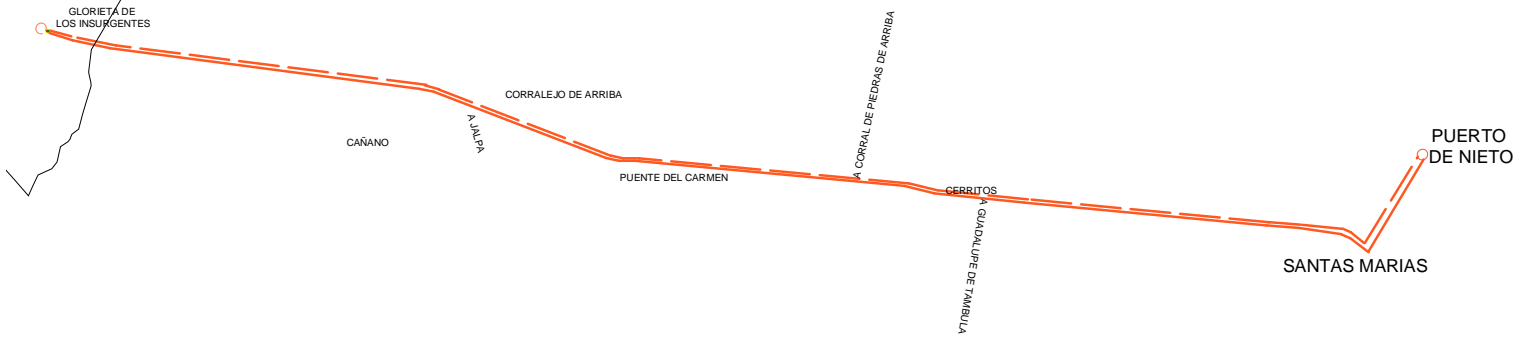 GLORIETA DE
LOS INSURGENTES
CAÑANO
A JALPA
CORRALEJO DE ARRIBA
PUENTE DEL CARMEN
A CORRAL DE PIEDRAS DE ARRIBA
CERRITOS
A GUADALUPE DE TAMBULA
PUERTO
DE NIETO
SANTAS MARIAS